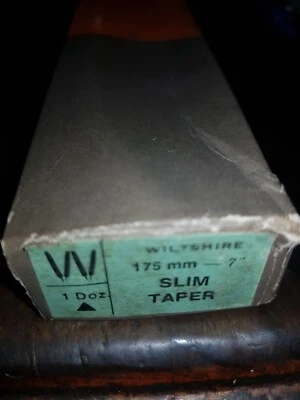 W
WILTSHIRE
175 mm — 7"
1 Doz
SLIM
TAPER